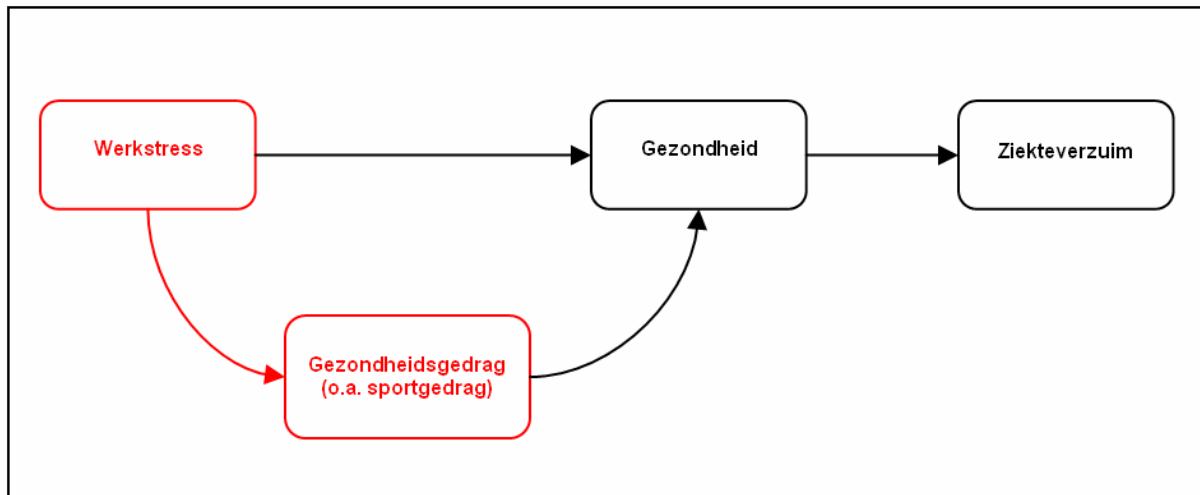 Werkstress
Gezondheid
Ziekteverzuim
Gezondheidsgedrag
(o.a. sportgedrag)